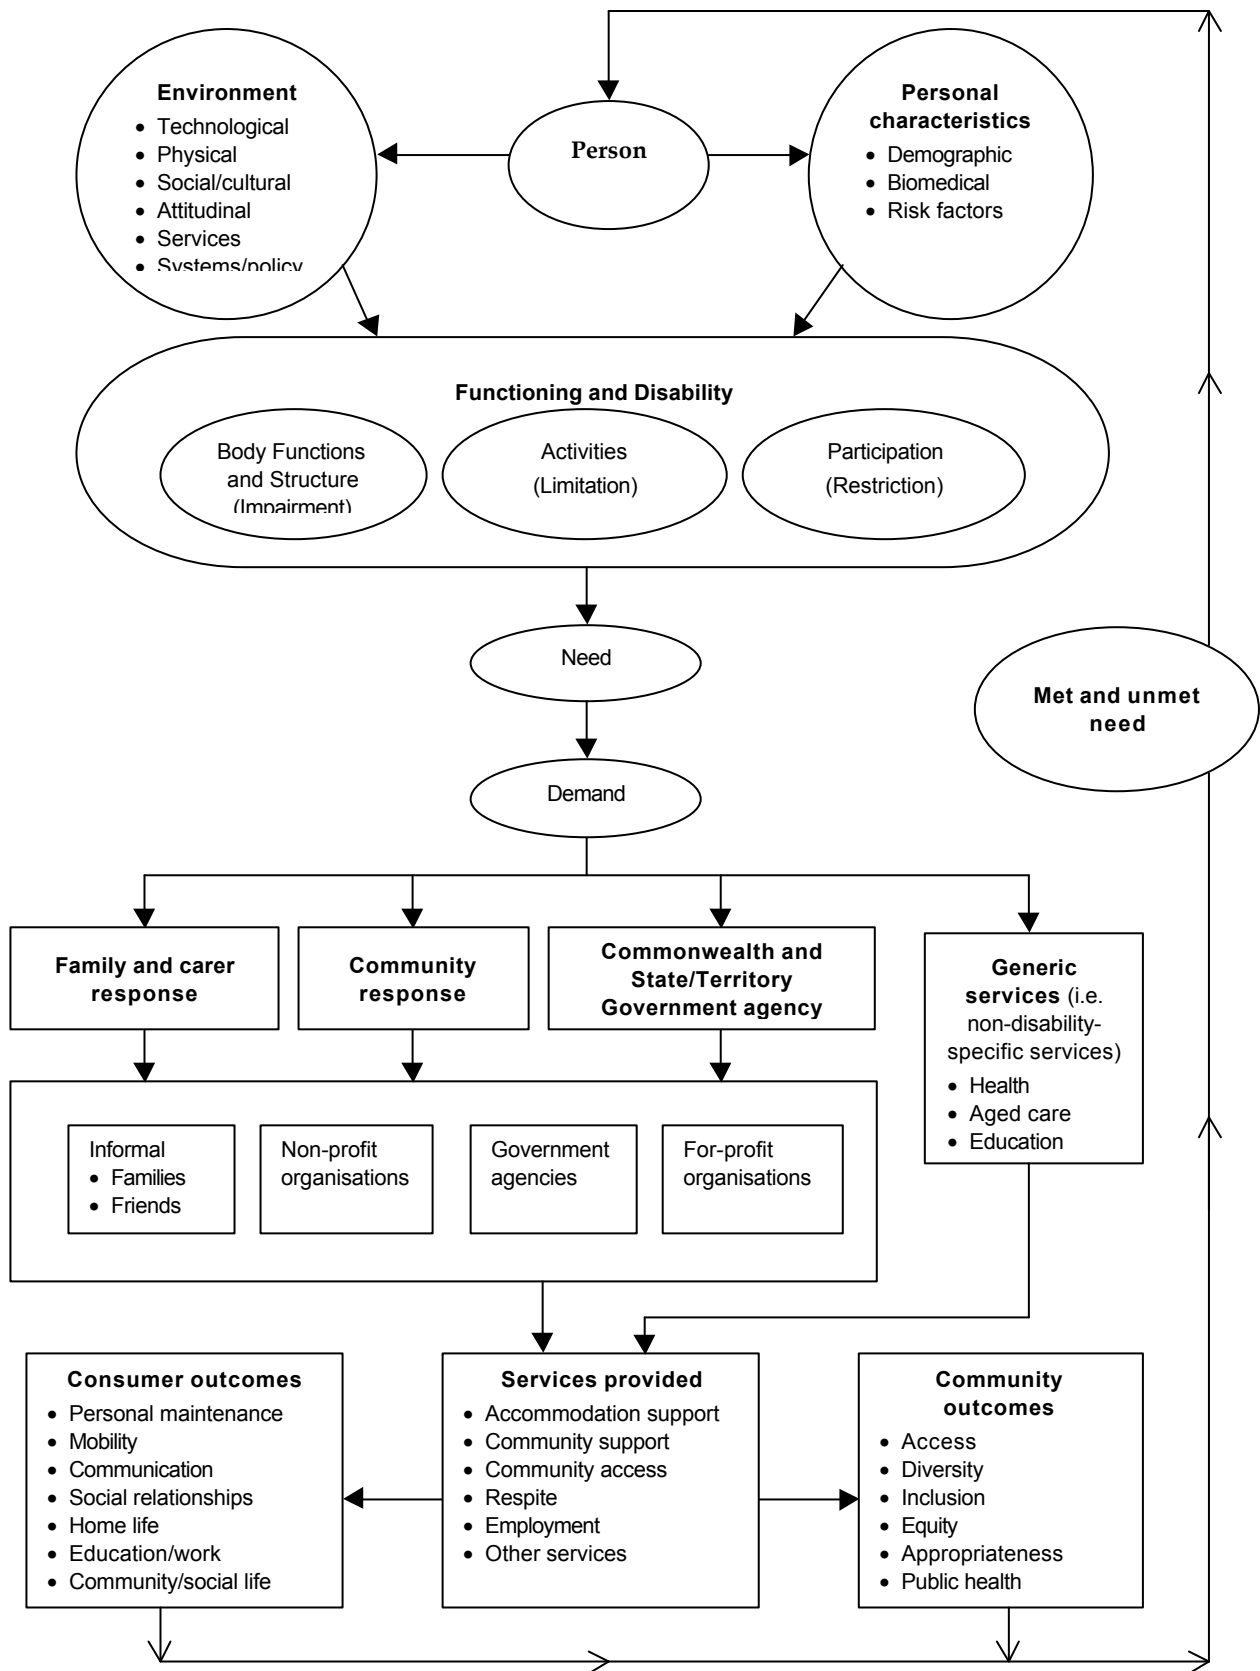 Person
Environment
• Technological
• Physical
• Social/cultural
• Attitudinal
• Services
• Systems/policy
Personal
characteristics
• Demographic
• Biomedical
• Risk factors
Functioning and Disability
Body Functions
and Structure
(Impairment)
Activities
(Limitation)
Participation
(Restriction)
Need
Met and unmet
need
Demand
Family and carer
response
Community
response
Commonwealth and
State/Territory
Government agency
Generic
services (i.e.
non-disability-
specific services)
• Health
• Aged care
• Education
Informal
• Families
• Friends
Non-profit
organisations
Government
agencies
For-profit
organisations
Consumer outcomes
• Personal maintenance
• Mobility
• Communication
• Social relationships
• Home life
• Education/work
• Community/social life
Services provided
• Accommodation support
• Community support
• Community access
• Respite
• Employment
• Other services
Community
outcomes
• Access
• Diversity
• Inclusion
• Equity
• Appropriateness
• Public health